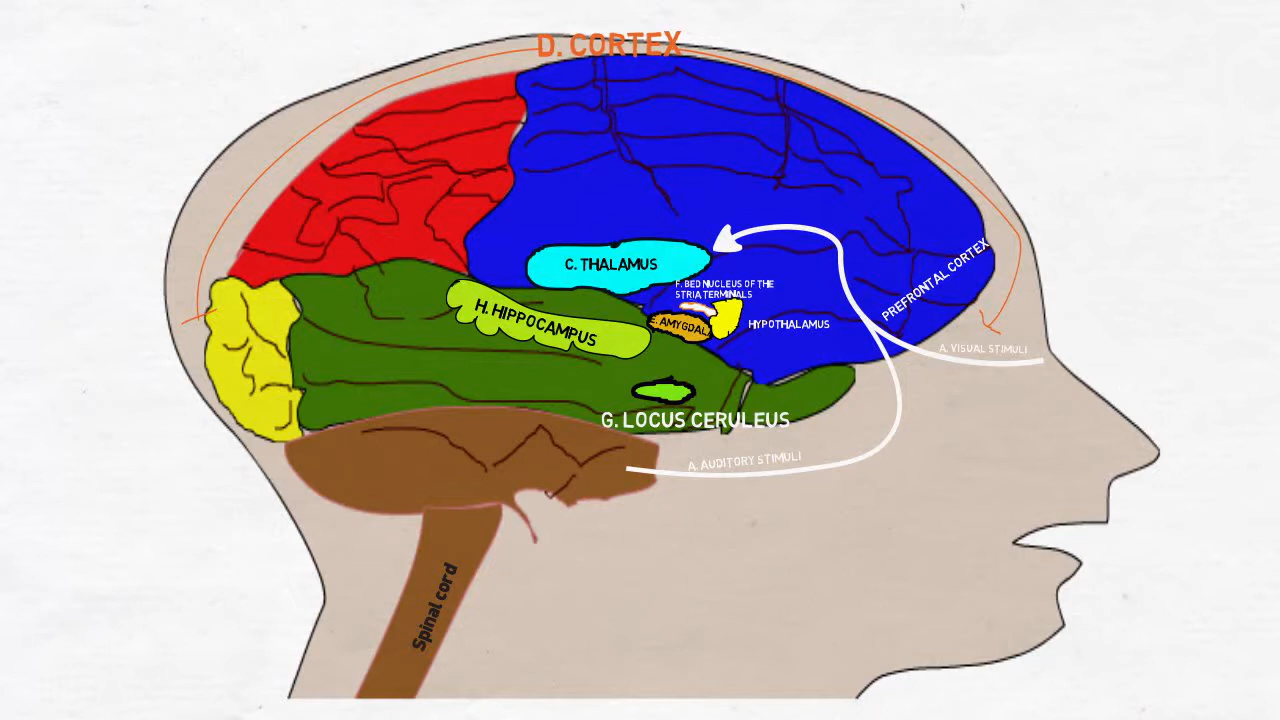 D. CORTEX
PREFRONTAL CORTEX
C. THALAMUS
F. BED NUCLEUS OF THE
STRIA TERMINALS
H. HIPPOCAMPUS
E. AMYGDALA
HYPOTHALAMUS
A. VISUAL STIMULI
G. LOCUS CERULEUS
A. AUDITORY STIMULI
Spinal cord